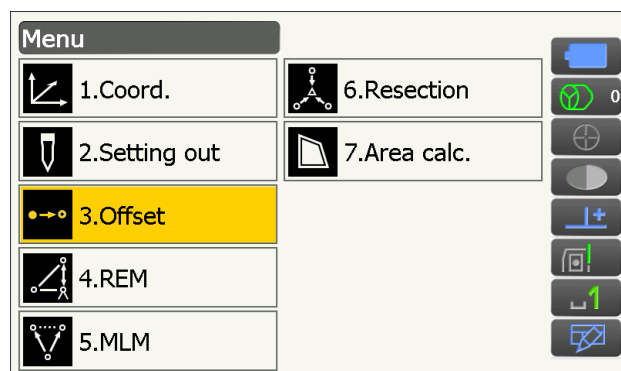 Menu
1.Coord.
2.Setting out
3.Offset
4.REM
5.MLM
6.Resection
7.Area calc.
0
1